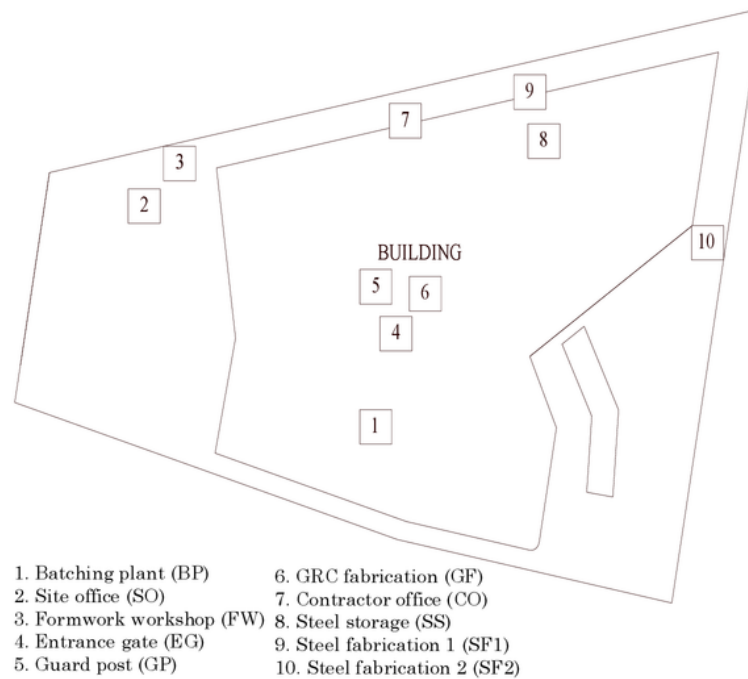 9
7
8
3
2
10
BUILDING
5
6
4
1
1. Batching plant (BP)
2. Site office (SO)
3. Formwork workshop (FW)
4. Entrance gate (EG)
5. Guard post (GP)
6. GRC fabrication (GF)
7. Contractor office (CO)
8. Steel storage (SS)
9. Steel fabrication 1 (SF1)
10. Steel fabrication 2 (SF2)